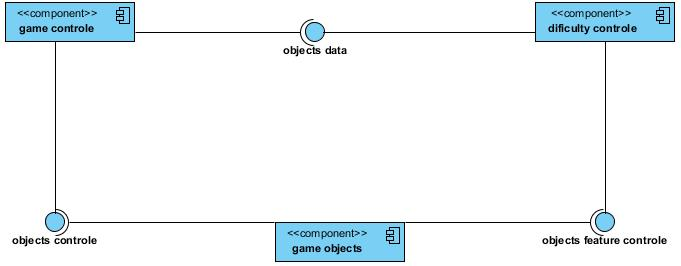 <<component>>
game controle
<<component>>
dificulty controle
objects data
objects controle
<<component>>
game objects
objects feature controle